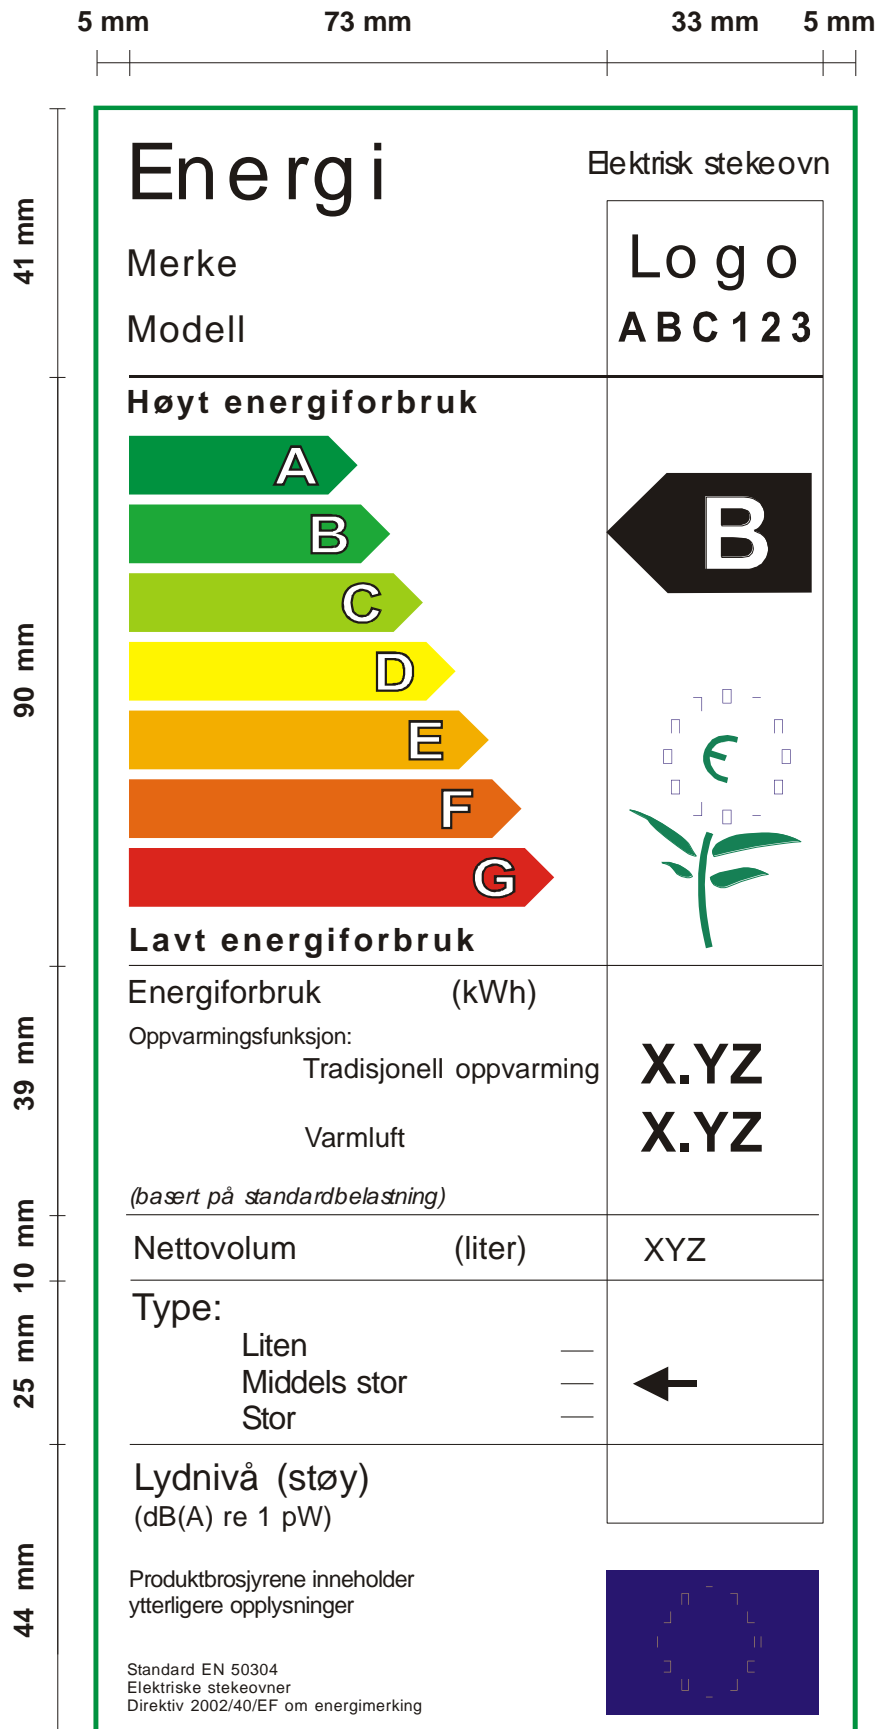 5 mm 73 mm 33 mm 5 mm
Energi
Elektrisk stekeovn
41 mm
Merke
Logo
Modell
ABC123
Høyt energiforbruk
A
B
B
C
90 mm
D
E
F
G
Lavt energiforbruk
Energiforbruk (kWh)
39 mm
Oppvarmingsfunksjon:
Tradisjonell oppvarming X.YZ
Varmluft X.YZ
(basert på standardbelastning)
10 mm
Nettovolum (liter) XYZ
25 mm
Type:
Liten
Middels stor
Stor
Lydnivå (støy)
(dB(A) re 1 pW)
44 mm
Produktbrosjyrene inneholder
ytterligere opplysninger
Standard EN 50304
Elektriske stekeovner
Direktiv 2002/40/EF om energimerking